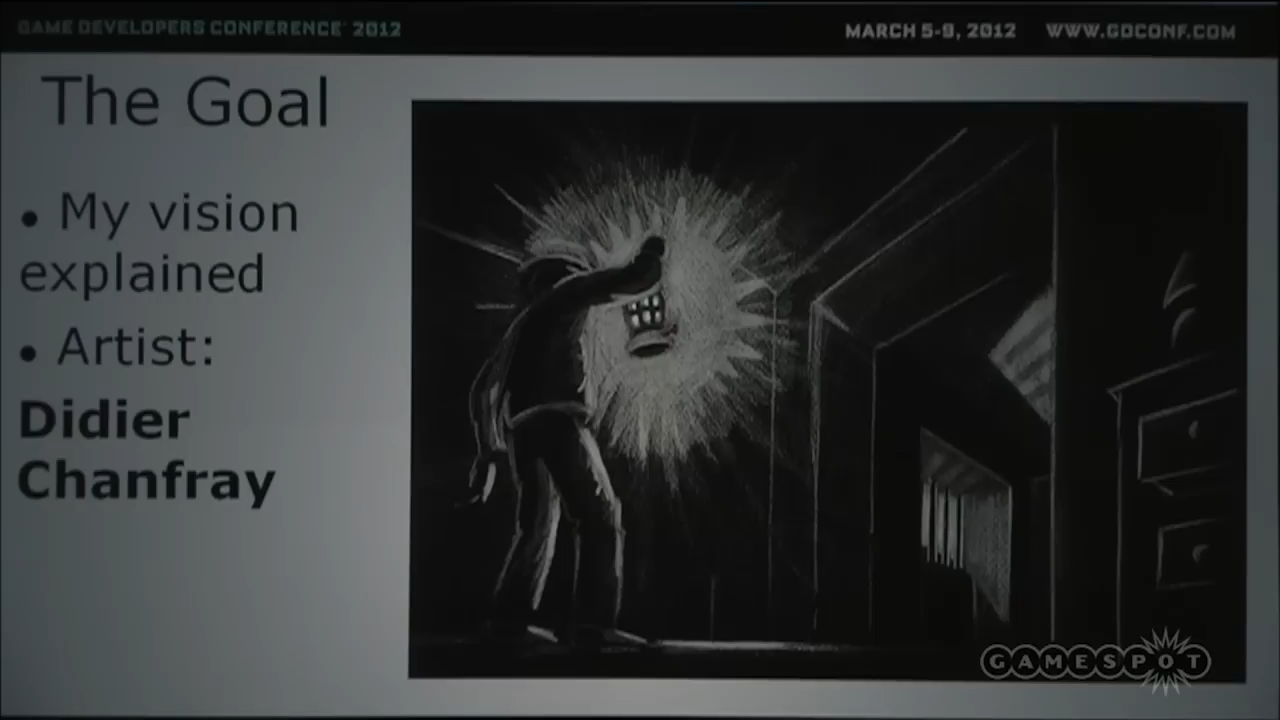 GAME DEVELOPERS CONFERENCE 2012
MARCH 5-9, 2012 WWW.GDCONF.COM
The Goal
• My vision
explained
• Artist:
Didier
Chanfray
GAMESPOT